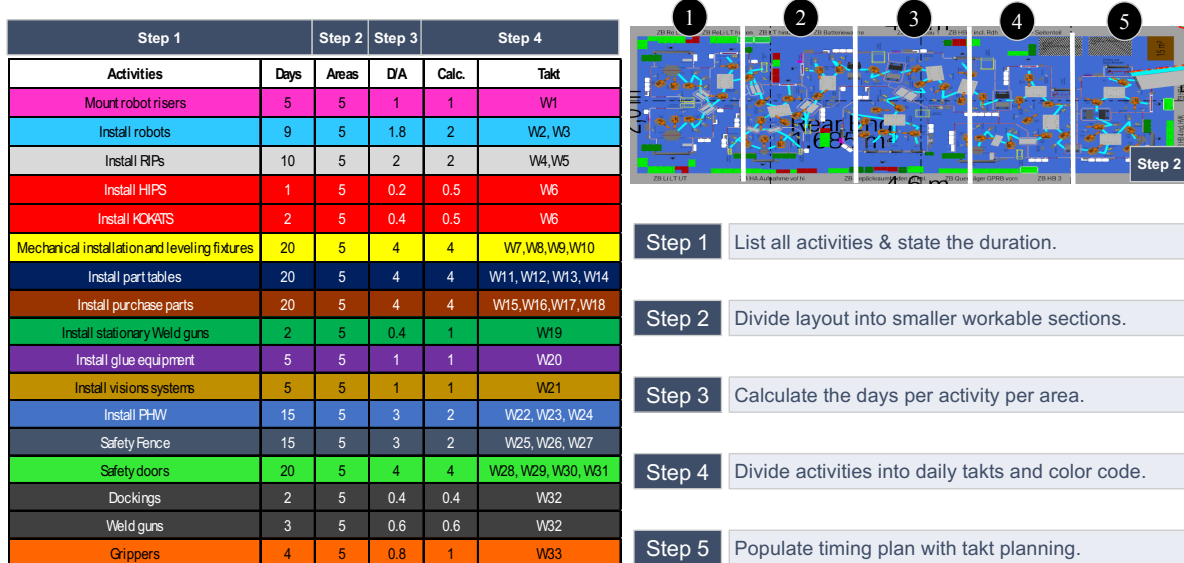 Step 1 Step 2 Step 3 Step 4
Activities Days Areas D/A Calc. Takt
Mount robot risers 5 5 1 1 W1
Install robots 9 5 1.8 2 W2, W3
Install RIPs 10 5 2 2 W4,W5
Install HIPS 1 5 0.2 0.5 W6
Install KOKATS 2 5 0.4 0.5 W6
Mechanical installation and leveling fixtures 20 5 4 4 W7,W8,W9,W10
Install part tables 20 5 4 4 W11, W12, W13, W14
Install purchase parts 20 5 4 4 W15,W16,W17,W18
Install stationary Weld guns 2 5 0.4 1 W19
Install glue equipment 5 5 1 1 W20
Install visions systems 5 5 1 1 W21
Install PHW 15 5 3 2 W22, W23, W24
Safety Fence 15 5 3 2 W25, W26, W27
Safety doors 20 5 4 4 W28, W29, W30, W31
Dockings 2 5 0.4 0.4 W32
Weld guns 3 5 0.6 0.6 W32
Grippers 4 5 0.8 1 W33
1 2 3 4 5
Near End
4.6 m
ZB Li LT UT
ZB HB 3
Step 2
Step 1 List all activities & state the duration.
Step 2 Divide layout into smaller workable sections.
Step 3 Calculate the days per activity per area.
Step 4 Divide activities into daily takts and color code.
Step 5 Populate timing plan with takt planning.